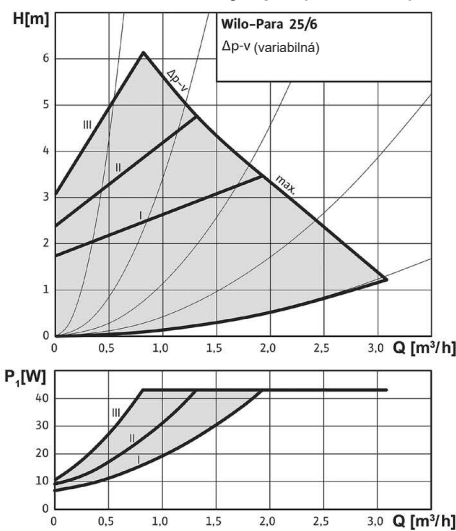 H[m]
Wilo-Para 25/6
Δp-v (variabilná)
6
5
4
3
2
1
0
Δp-v
III
II
I
max.
0 0,5 1,0 1,5 2,0 2,5 3,0 Q [m³/h]
P₁[W]
40
30
20
10
0
III
II
I
0 0,5 1,0 1,5 2,0 2,5 3,0 Q [m³/h]